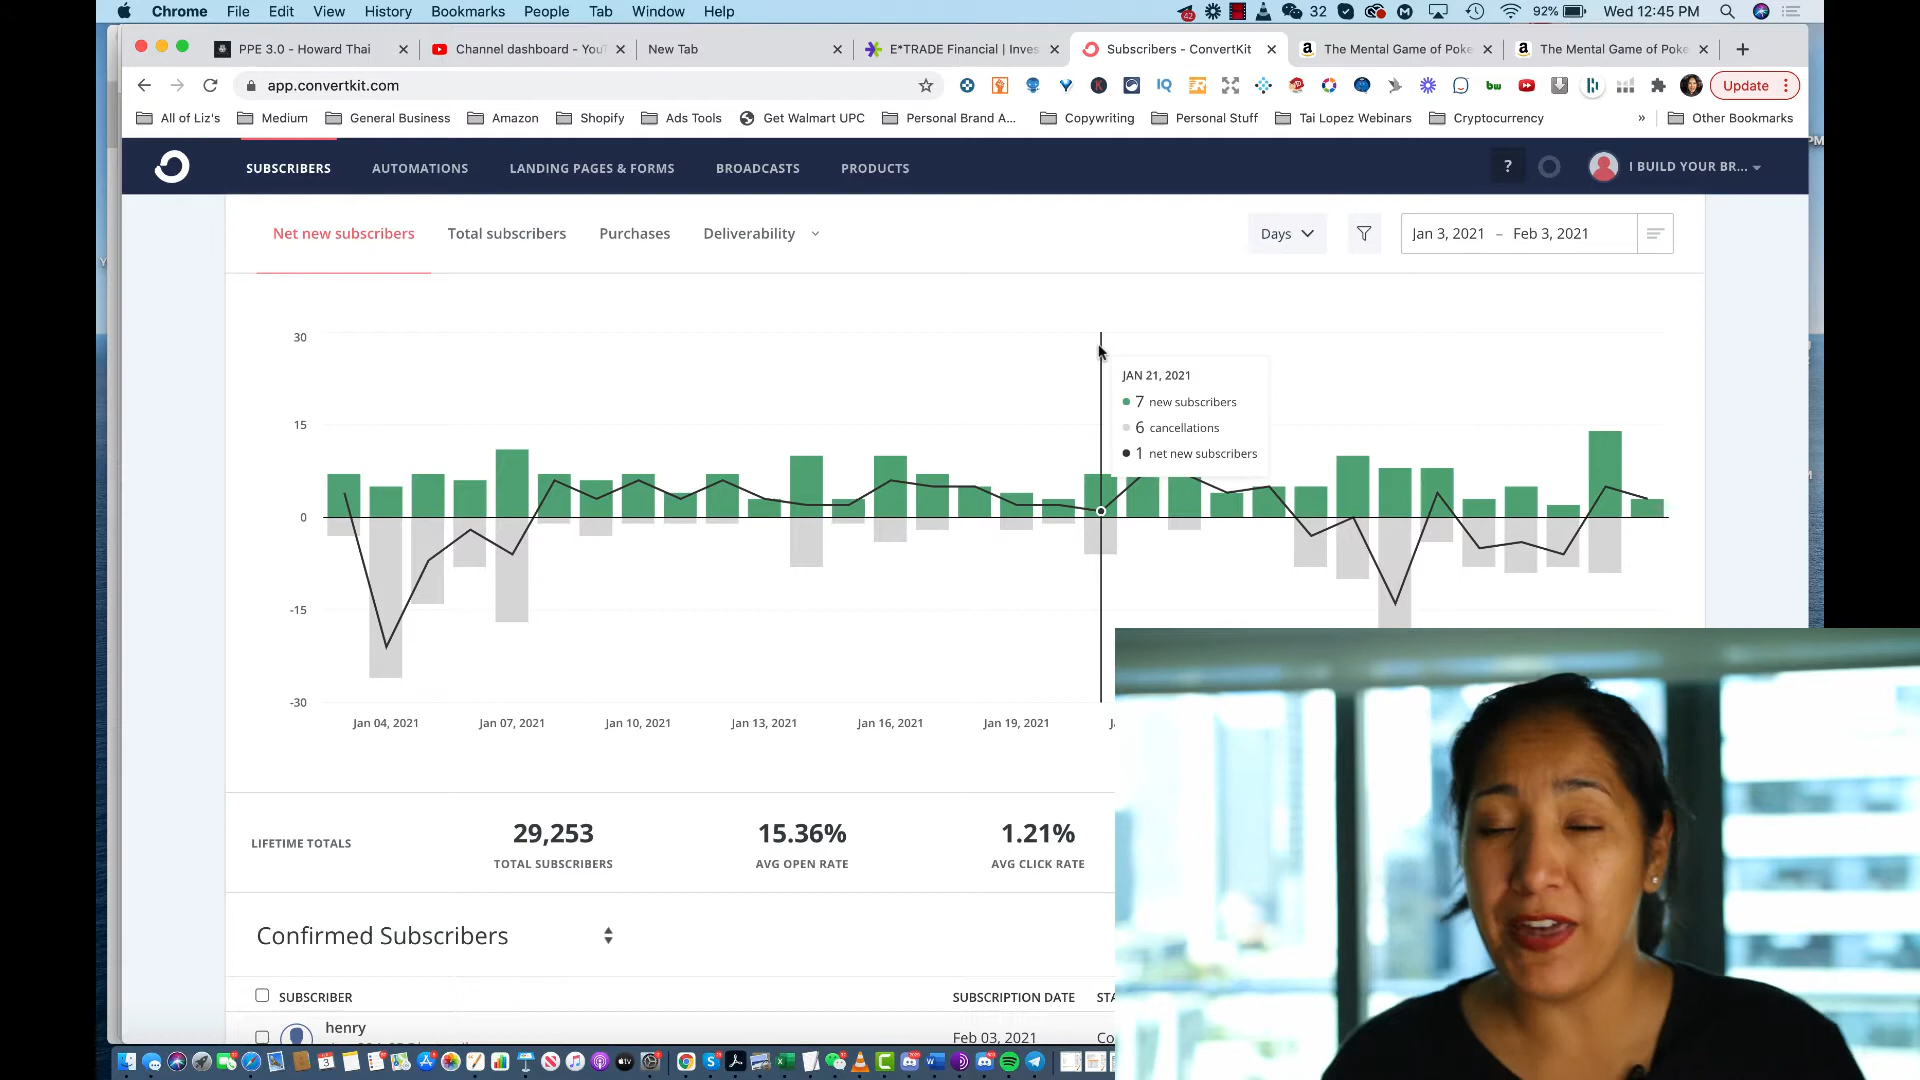 Chrome File Edit View History Bookmarks People Tab Window Help 42 32 92% Wed 12:45 PM
PPE 3.0 - Howard Thai Channel dashboard - You New Tab E*TRADE Financial | Inves Subscribers - ConvertKit The Mental Game of Poke The Mental Game of Poke
app.convertkit.com IQ bw Update
All of Liz's Medium General Business Amazon Shopify Ads Tools Get Walmart UPC Personal Brand A... Copywriting Personal Stuff Tai Lopez Webinars Cryptocurrency » Other Bookmarks
SUBSCRIBERS AUTOMATIONS LANDING PAGES & FORMS BROADCASTS PRODUCTS ? I BUILD YOUR BR...
Net new subscribers Total subscribers Purchases Deliverability Days Jan 3, 2021 – Feb 3, 2021
30
JAN 21, 2021
7 new subscribers
15
6 cancellations
1 net new subscribers
0
-15
-30
Jan 04, 2021 Jan 07, 2021 Jan 10, 2021 Jan 13, 2021 Jan 16, 2021 Jan 19, 2021
LIFETIME TOTALS
29,253
TOTAL SUBSCRIBERS
15.36%
AVG OPEN RATE
1.21%
AVG CLICK RATE
Confirmed Subscribers
SUBSCRIBER SUBSCRIPTION DATE STA
henry
Feb 03, 2021 Co